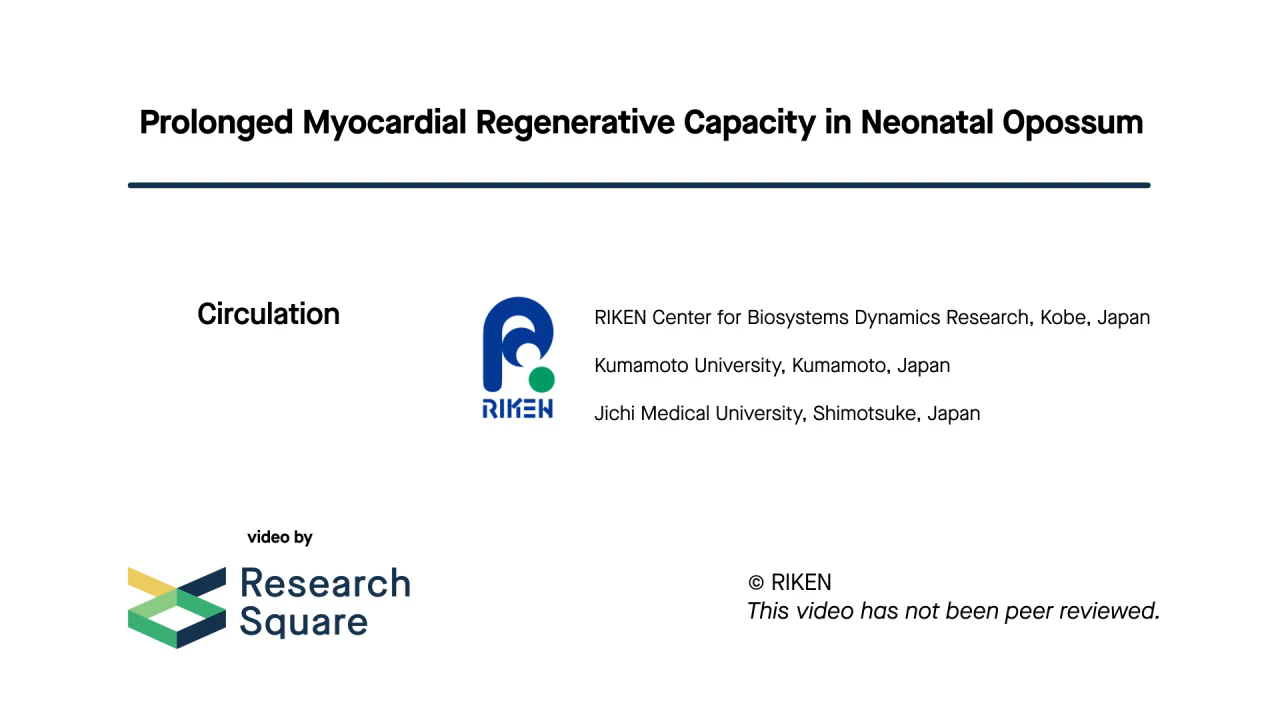 Prolonged Myocardial Regenerative Capacity in Neonatal Opossum
Circulation
RIKEN
RIKEN Center for Biosystems Dynamics Research, Kobe, Japan
Kumamoto University, Kumamoto, Japan
Jichi Medical University, Shimotsuke, Japan
video by
Research
Square
© RIKEN
This video has not been peer reviewed.